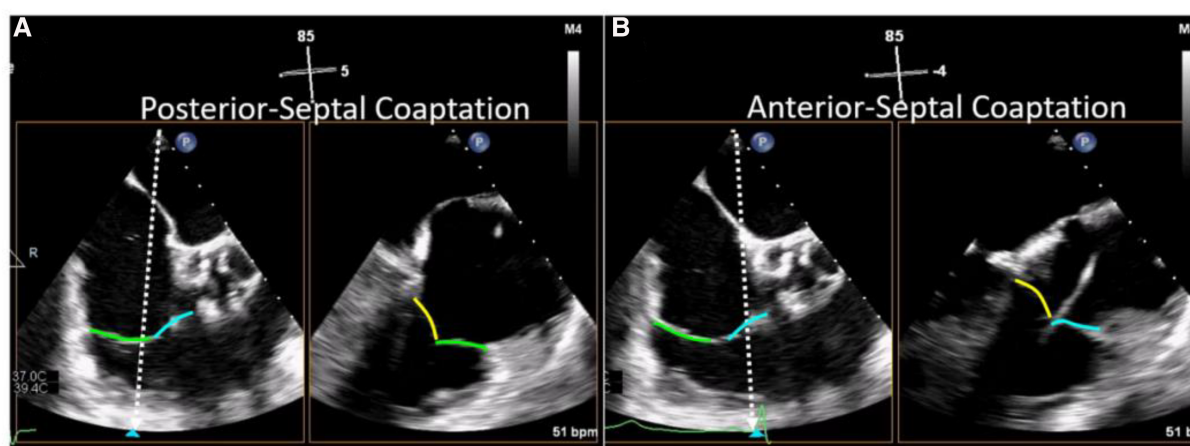 A
85
M4
5
Posterior-Septal Coaptation
P
P
R
37.0C
39.4C
51 bpm
B
85
M
-4
Anterior-Septal Coaptation
P
P
51 b